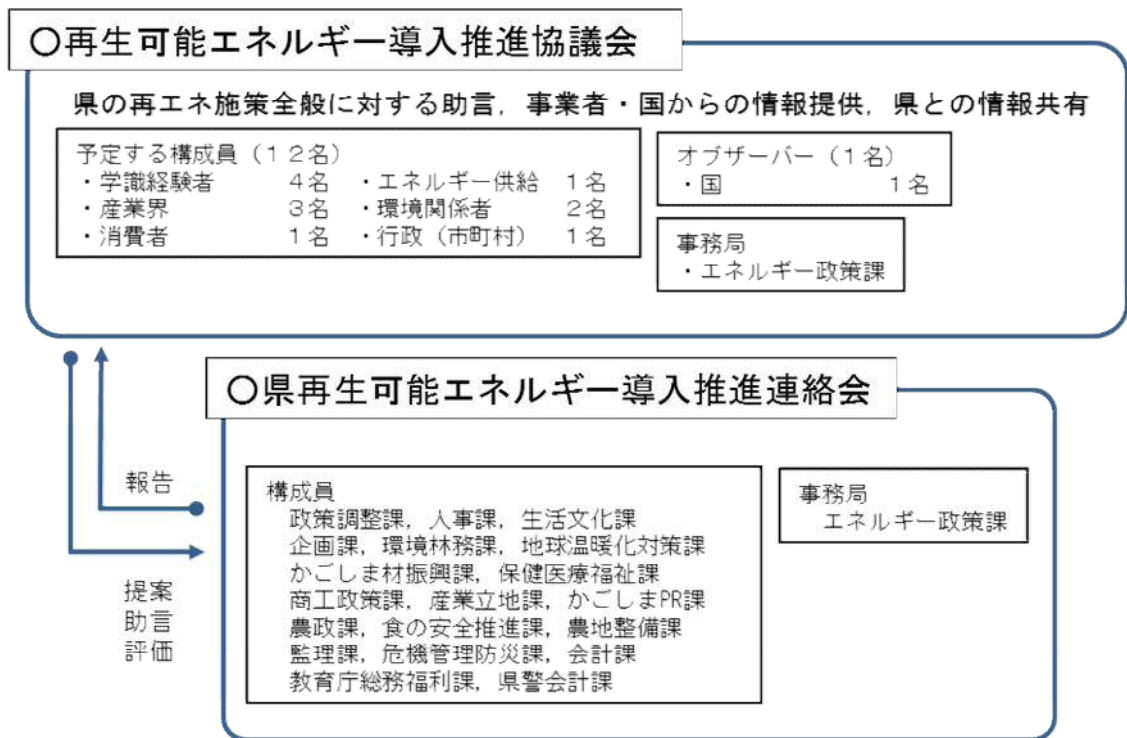 〇再生可能エネルギー導入推進協議会
県の再エネ施策全般に対する助言，事業者・国からの情報提供，県との情報共有
予定する構成員（１２名）
・学識経験者　４名　・エネルギー供給　１名
・産業界　３名　・環境関係者　２名
・消費者　１名　・行政（市町村）　１名
オブザーバー（１名）
・国　１名
事務局
・エネルギー政策課
報告
提案
助言
評価
〇県再生可能エネルギー導入推進連絡会
構成員
政策調整課，人事課，生活文化課
企画課，環境林務課，地球温暖化対策課
かごしま材振興課，保健医療福祉課
商工政策課，産業立地課，かごしまPR課
農政課，食の安全推進課，農地整備課
監理課，危機管理防災課，会計課
教育庁総務福利課，県警会計課
事務局
エネルギー政策課